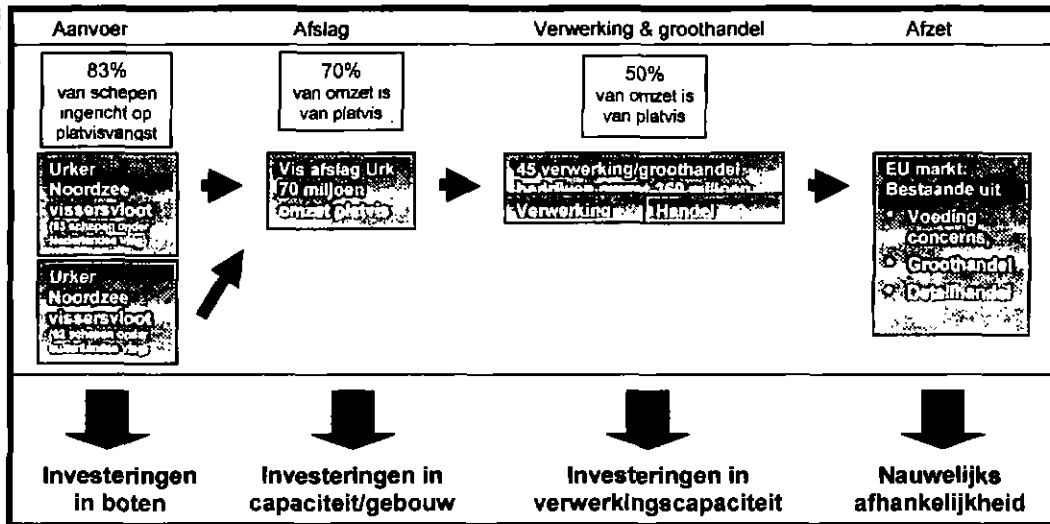 Aanvoer
Afslag
Verwerking & groothandel
Afzet
83%
van schepen
ingericht op
platvisvangst
70%
van omzet is
van platvis
50%
van omzet is
van platvis
Urker
Noordzee
vissersvloot
Urker
Noordzee
vissersvloot
Vis afslag Urk
70 miljoen
omzet platvis
45 verwerking/groothandel
Verwerking
Handel
EU markt:
Bestaande uit
Voeding
concerns,
Groothandel
Detailhandel
Investeringen
in boten
Investeringen in
capaciteit/gebouw
Investeringen in
verwerkingscapaciteit
Nauwelijks
afhankelijkheid